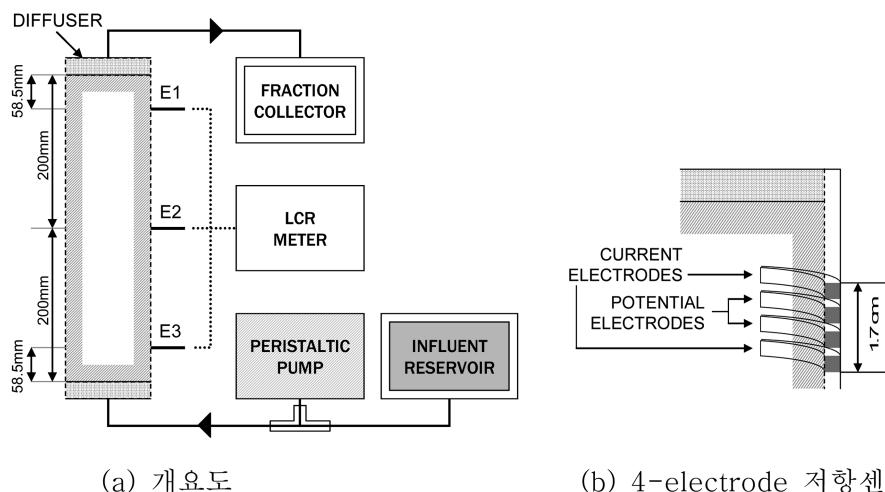 DIFFUSER
58.5mm
200mm
200mm
58.5mm
E1
E2
E3
FRACTION
COLLECTOR
LCR
METER
PERISTALTIC
PUMP
INFLUENT
RESERVOIR
(a) 개요도
CURRENT
ELECTRODES
POTENTIAL
ELECTRODES
1.7cm
(b) 4-electrode 저항센